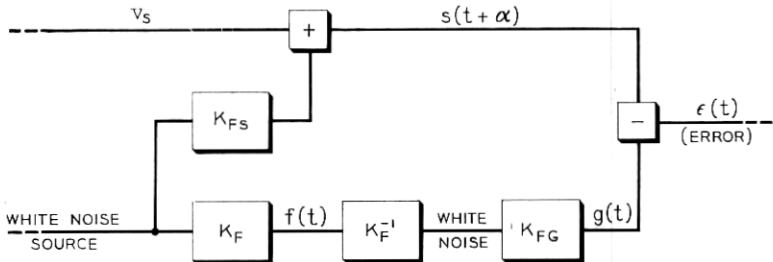 V_S
+
s(t+α)
K_FS
−
ε(t)
(ERROR)
WHITE NOISE
SOURCE
K_F
f(t)
K_F^-1
WHITE
NOISE
K_FG
g(t)